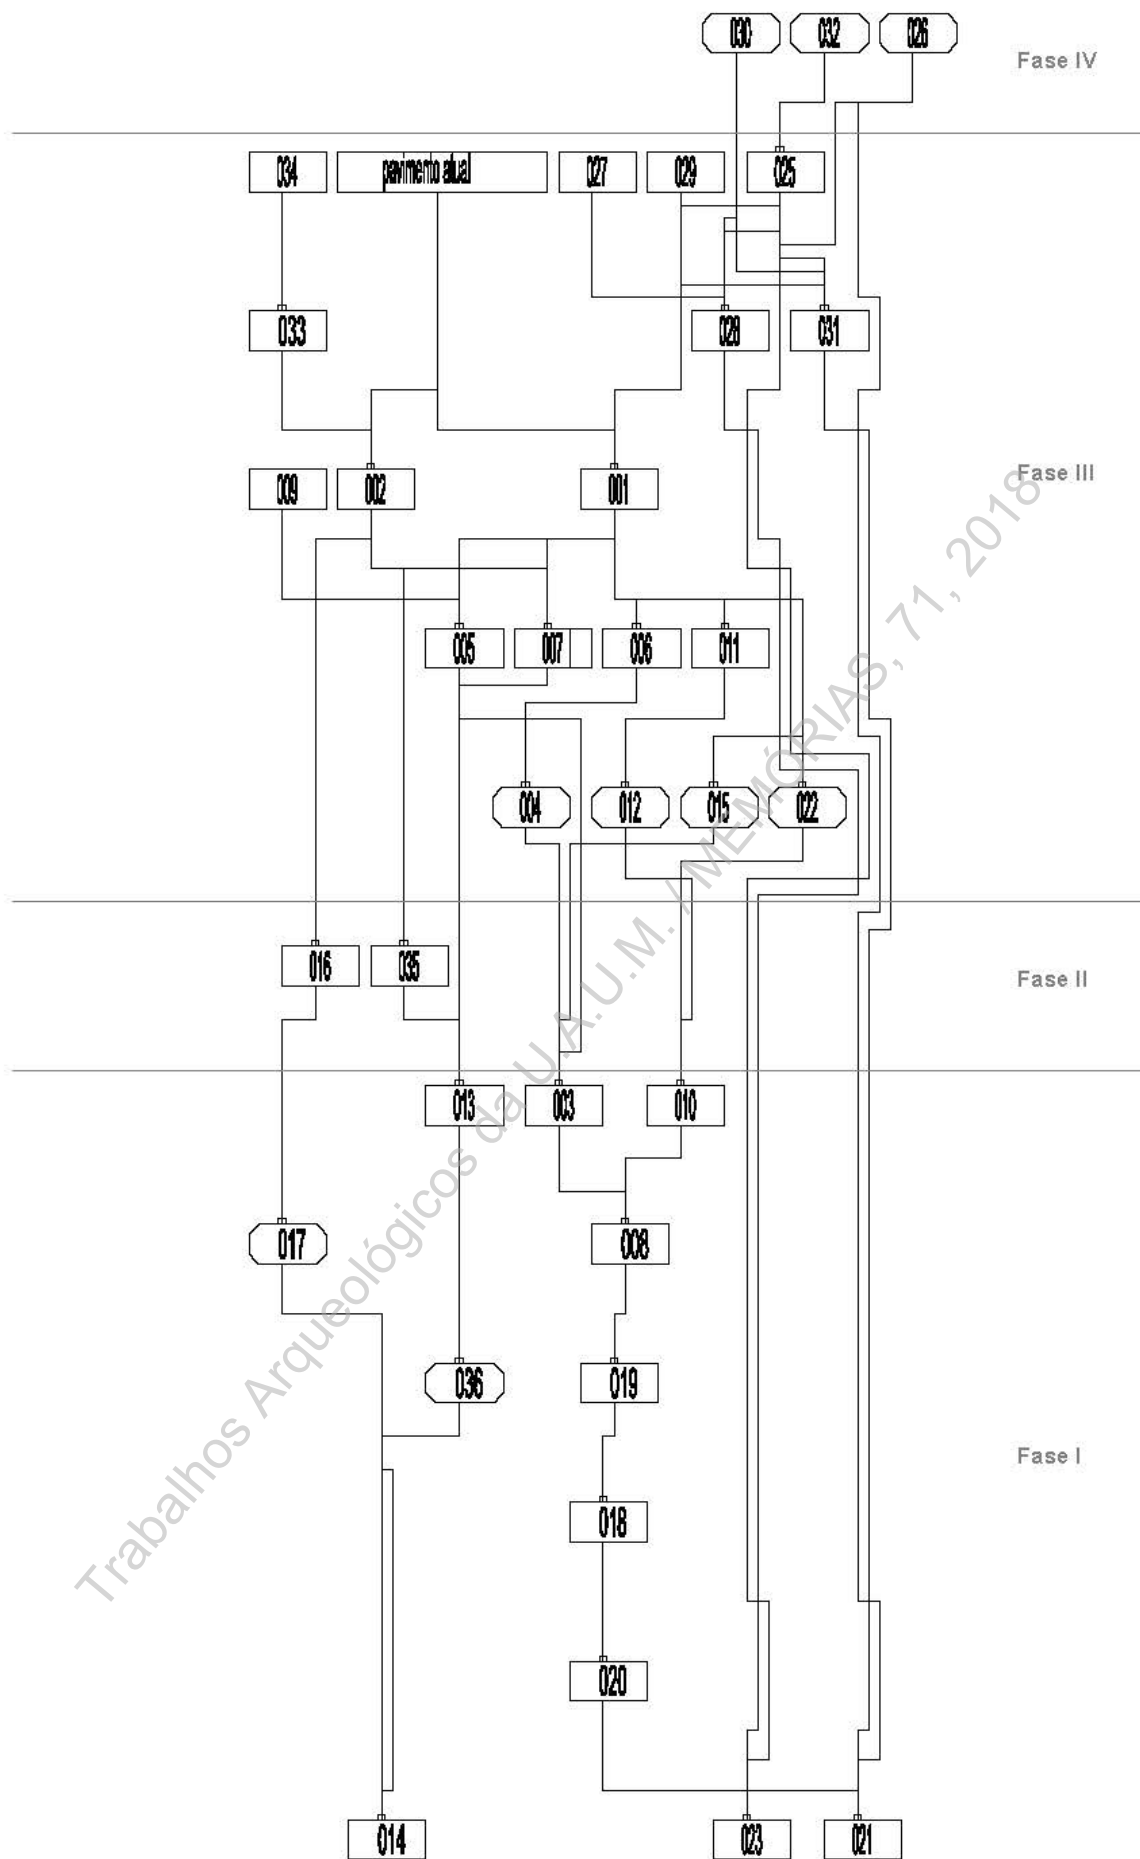 030 032 026
Fase IV
034 pavimento atual 027 029 025
033 028 031
Fase III
009 002 001
005 007 006 011
004 012 015 022
016 035
Fase II
013 003 010
017 008
036 019
Fase I
018
020
014 023 021
Trabalhos Arqueológicos da U.A.U.M. / MEMÓRIAS, 71, 2018